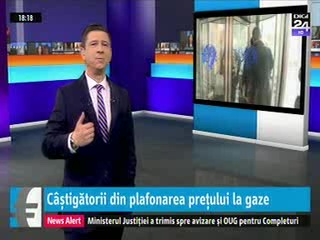 18:18
DIGI
24
HD
Câștigătorii din plafonarea prețului la gaze
News Alert Ministerul Justiției a trimis spre avizare și OUG pentru Completuri